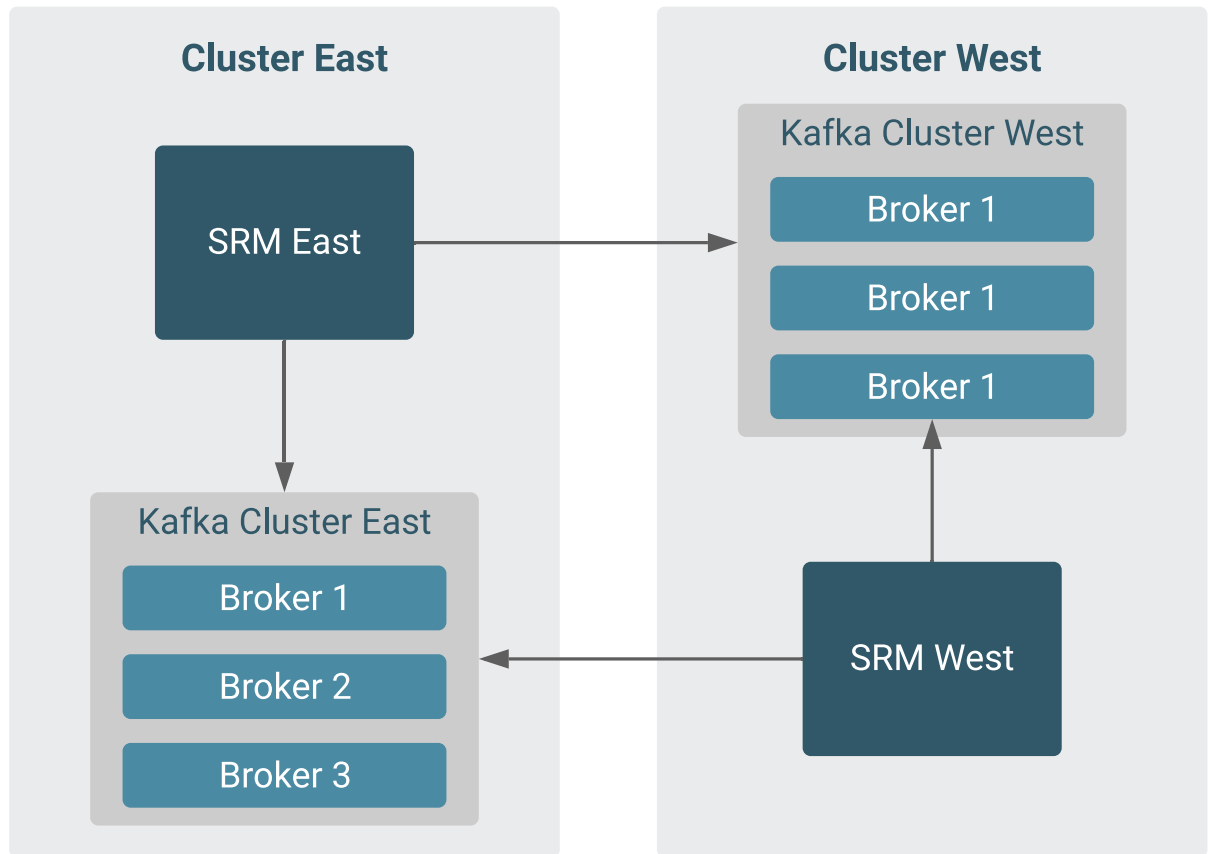 Cluster East
SRM East
Kafka Cluster East
Broker 1
Broker 2
Broker 3
Cluster West
Kafka Cluster West
Broker 1
Broker 1
Broker 1
SRM West